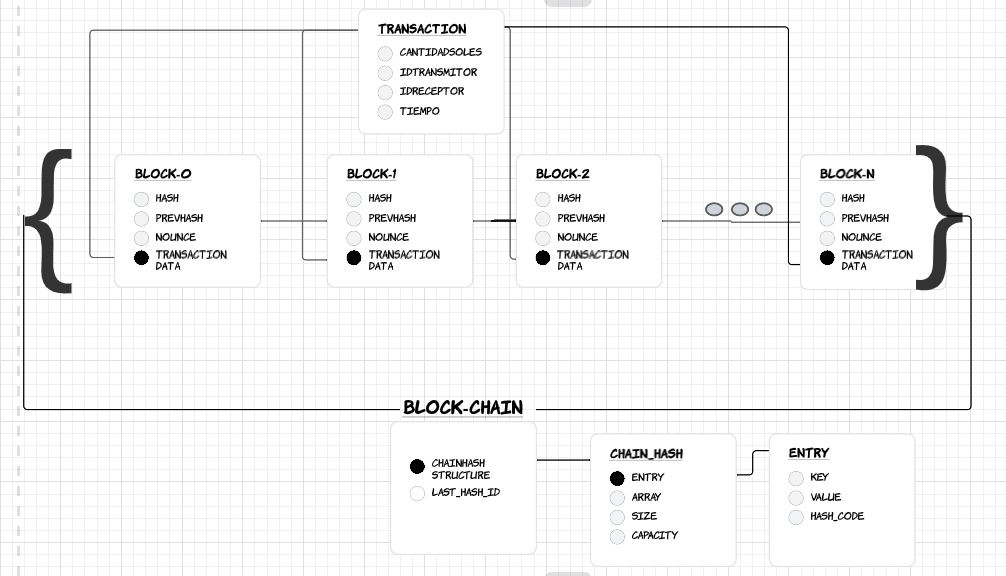 TRANSACTION
CANTIDADSOLES
IDTRANSMITOR
IDRECEPTOR
TIEMPO
BLOCK-0
HASH
PREVHASH
NOUNCE
TRANSACTION
DATA
BLOCK-1
HASH
PREVHASH
NOUNCE
TRANSACTION
DATA
BLOCK-2
HASH
PREVHASH
NOUNCE
TRANSACTION
DATA
BLOCK-N
HASH
PREVHASH
NOUNCE
TRANSACTION
DATA
BLOCK-CHAIN
CHAINHASH
STRUCTURE
LAST_HASH_ID
CHAIN_HASH
ENTRY
ARRAY
SIZE
CAPACITY
ENTRY
KEY
VALUE
HASH_CODE